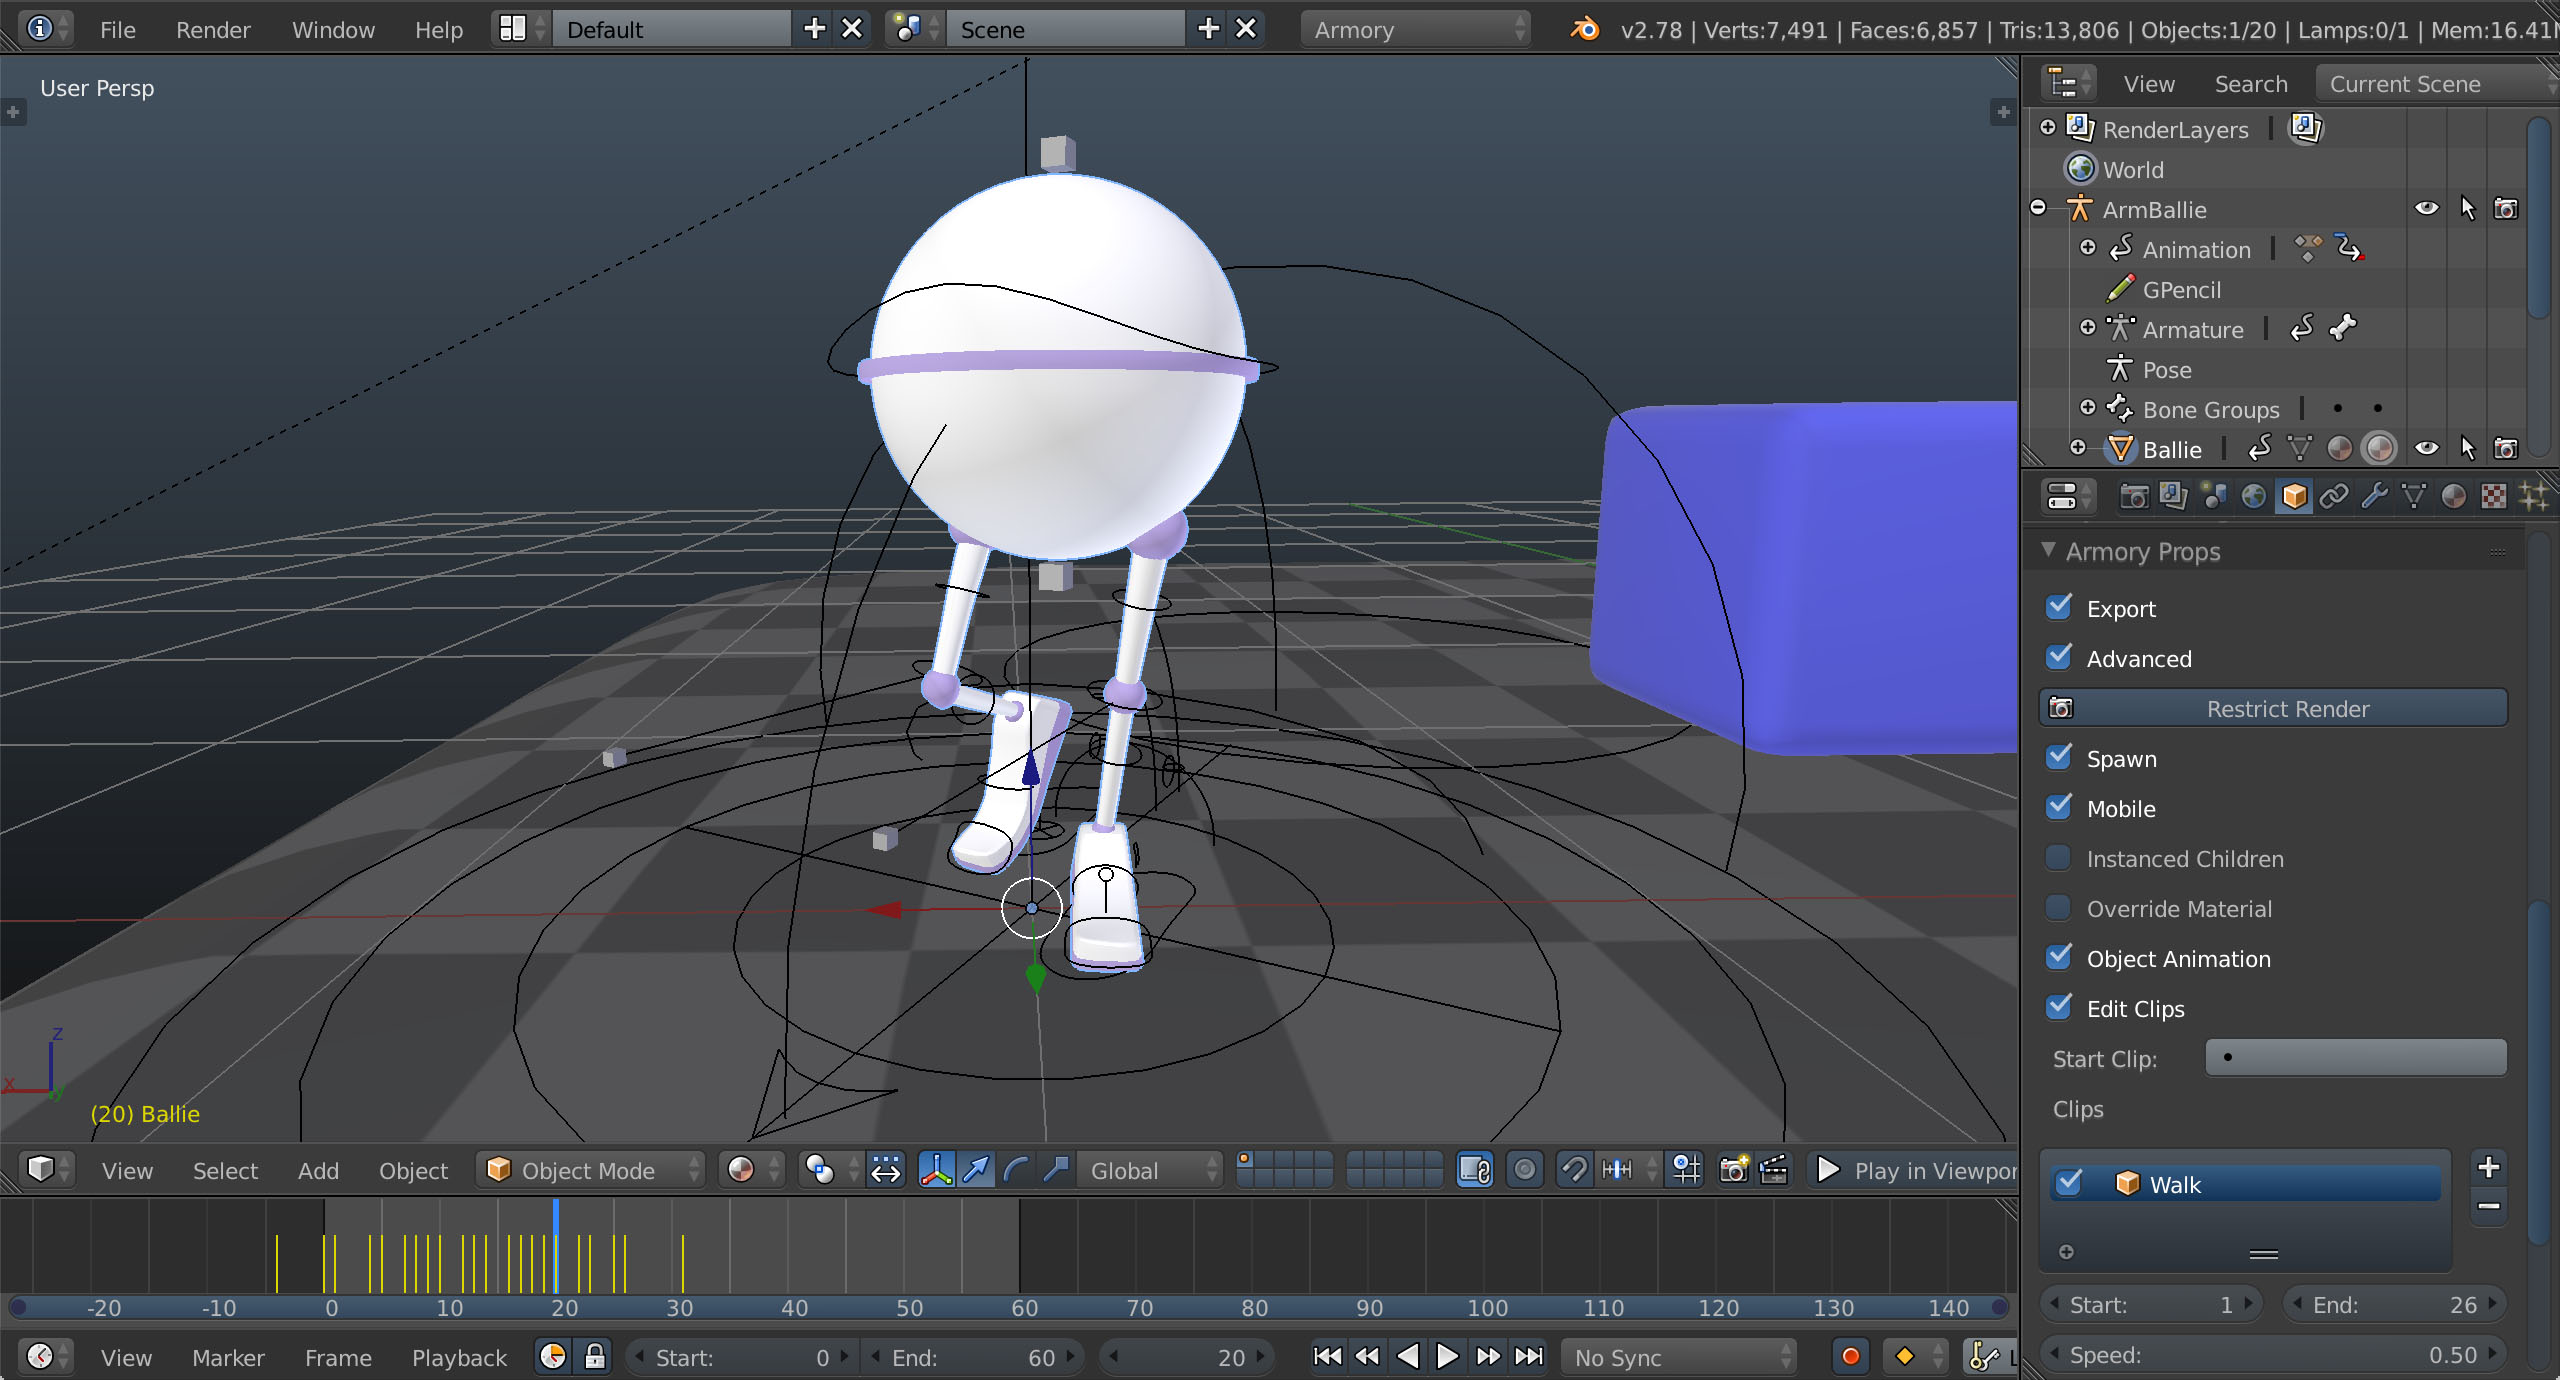 File Render Window Help Default Scene Armory v2.78 | Verts:7,491 | Faces:6,857 | Tris:13,806 | Objects:1/20 | Lamps:0/1 | Mem:16.41
User Persp
View Search Current Scene
RenderLayers
World
ArmBallie
Animation
GPencil
Armature
Pose
Bone Groups
Ballie
Armory Props
Export
Advanced
Restrict Render
Spawn
Mobile
Instanced Children
Override Material
Object Animation
Edit Clips
Start Clip:
Clips
Walk
Start: 1 End: 26
Speed: 0.50
z
x y
(20) Ballie
View Select Add Object Object Mode Global Play in Viewpor
-20 -10 0 10 20 30 40 50 60 70 80 90 100 110 120 130 140
View Marker Frame Playback Start: 0 End: 60 20 No Sync